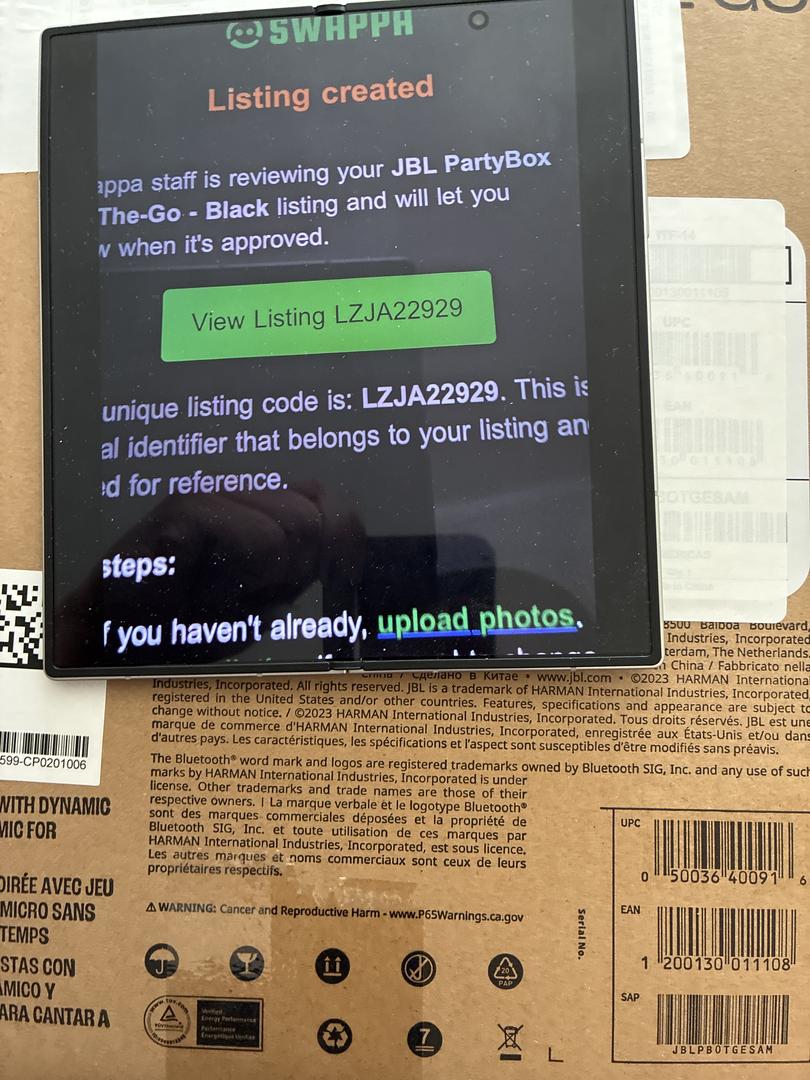 SWAPPA
Listing created
appa staff is reviewing your JBL PartyBox
The-Go - Black listing and will let you
w when it's approved.
View Listing LZJA22929
unique listing code is: LZJA22929. This is
al identifier that belongs to your listing an
ed for reference.
steps:
f you haven't already, upload photos.
ITF-14
UPC
EAN
BOTGESAM
8500 Balboa Boulevard,
Industries, Incorporated
terdam, The Netherlands.
n China / Fabbricato nella
China / Сделано в Китае • www.jbl.com • ©2023 HARMAN International
Industries, Incorporated. All rights reserved. JBL is a trademark of HARMAN International Industries, Incorporated
registered in the United States and/or other countries. Features, specifications and appearance are subject to
change without notice. / ©2023 HARMAN International Industries, Incorporated. Tous droits réservés. JBL est une
marque de commerce d'HARMAN International Industries, Incorporated, enregistrée aux États-Unis et/ou dans
d'autres pays. Les caractéristiques, les spécifications et l'aspect sont susceptibles d'être modifiés sans préavis.
The Bluetooth® word mark and logos are registered trademarks owned by Bluetooth SIG, Inc. and any use of such
marks by HARMAN International Industries, Incorporated is under
license. Other trademarks and trade names are those of their
respective owners. | La marque verbale et le logotype Bluetooth®
sont des marques commerciales déposées et la propriété de
Bluetooth SIG, Inc. et toute utilisation de ces marques par
HARMAN International Industries, Incorporated, est sous licence.
Les autres marques et noms commerciaux sont ceux de leurs
propriétaires respectifs.
599-CP0201006
WITH DYNAMIC
MIC FOR
OIRÉE AVEC JEU
MICRO SANS
TEMPS
STAS CON
ÁMICO Y
ARA CANTAR A
⚠ WARNING: Cancer and Reproductive Harm - www.P65Warnings.ca.gov
20
PAP
Verified
Energy Performance
Performance
Énergétique Vérifiée
7
Serial No.
UPC
0 50036 40091 6
EAN
1 200130 011108
SAP
JBLPBOTGESAM